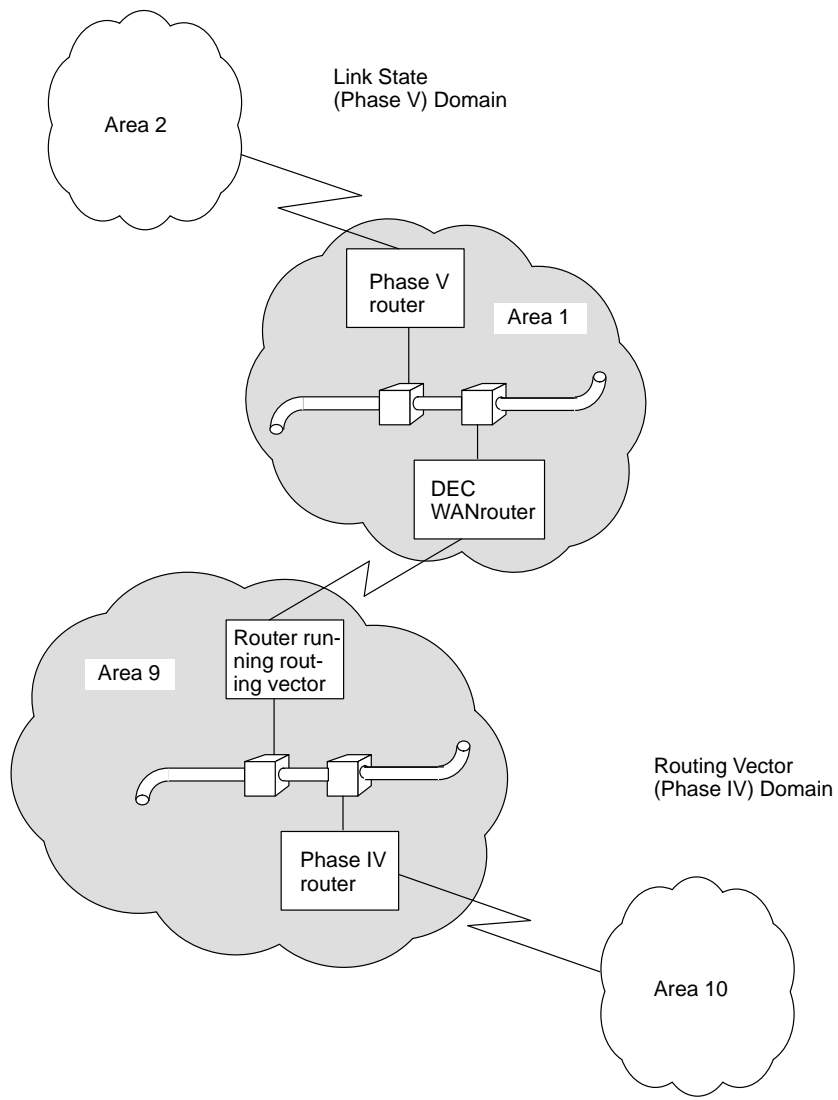 Link State
(Phase V) Domain
Area 2
Phase V
router
Area 1
DEC
WANrouter
Router run-
ning rout-
ing vector
Area 9
Routing Vector
(Phase IV) Domain
Phase IV
router
Area 10